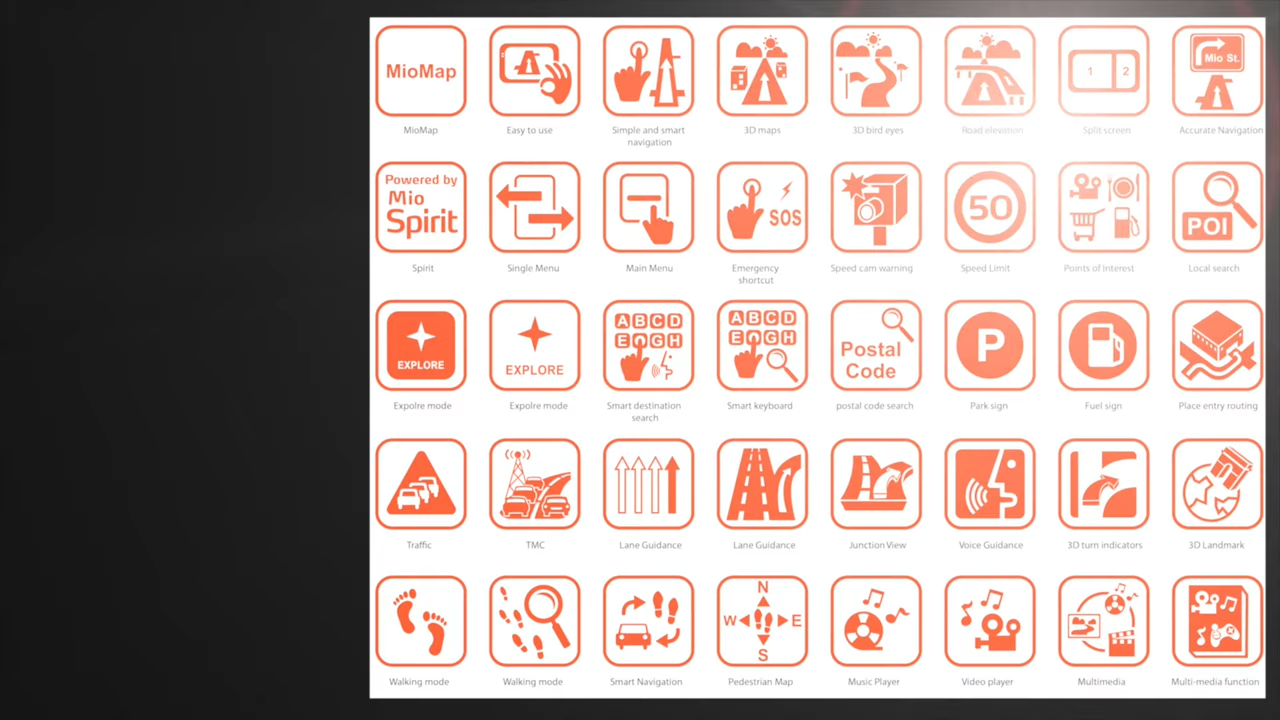 MioMap
Mio St.
MioMap
Easy to use
Simple and smart
navigation
3D maps
3D bird eyes
Road elevation
1 2
Split screen
Accurate Navigation
Powered by
Mio
Spirit
SOS
50
POI
Spirit
Single Menu
Main Menu
Emergency
shortcut
Speed cam warning
Speed Limit
Points of Interest
Local search
EXPLORE
EXPLORE
ABCD
EFGH
ABCD
EFGH
Postal
Code
P
Expolre mode
Expolre mode
Smart destination
search
Smart keyboard
postal code search
Park sign
Fuel sign
Place entry routing
Traffic
TMC
Lane Guidance
Lane Guidance
Junction View
Voice Guidance
3D turn indicators
3D Landmark
N
W E
S
Walking mode
Walking mode
Smart Navigation
Pedestrian Map
Music Player
Video player
Multimedia
Multi-media function